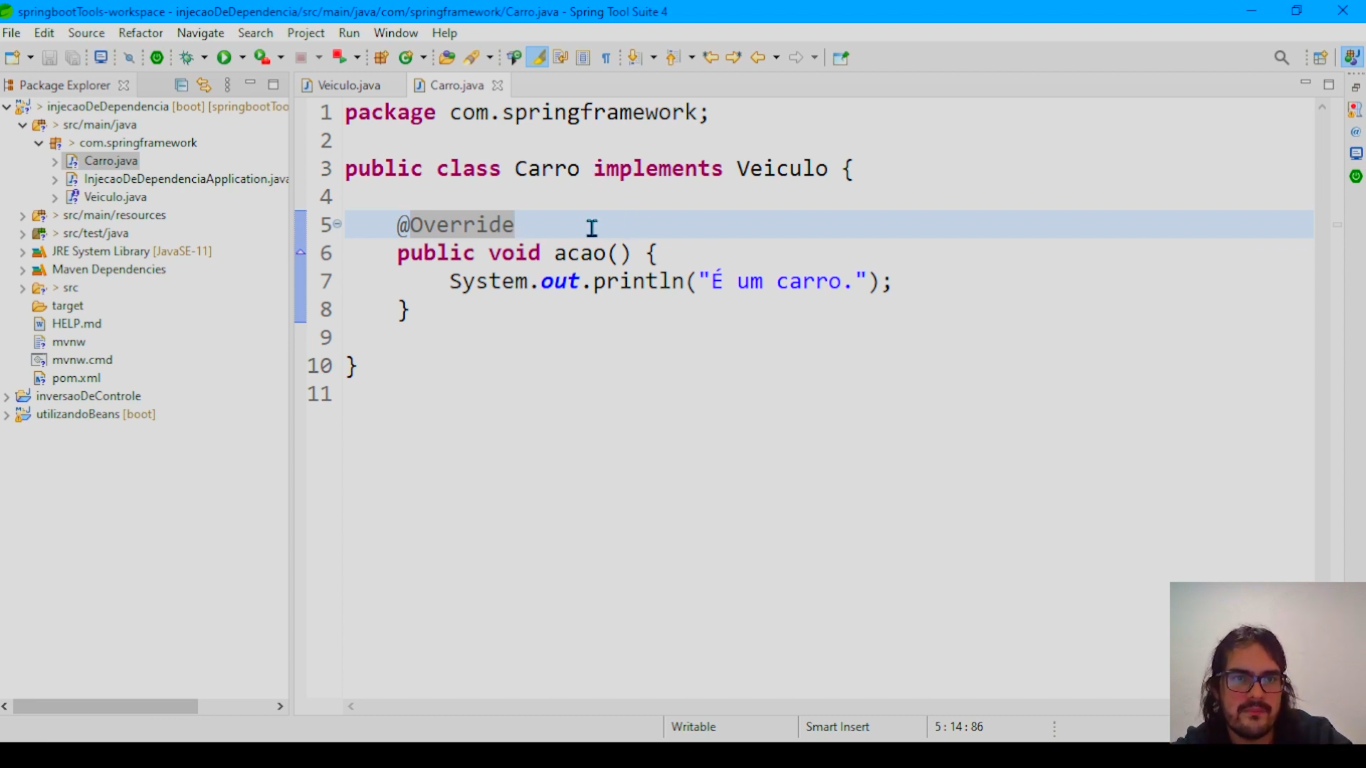 springbootTools-workspace - injecaoDeDependencia/src/main/java/com/springframework/Carro.java - Spring Tool Suite 4
File Edit Source Refactor Navigate Search Project Run Window Help
Package Explorer
injecaoDeDependencia [boot] [springbootToo
src/main/java
com.springframework
Carro.java
InjecaoDeDependenciaApplication.java
Veiculo.java
src/main/resources
src/test/java
JRE System Library [JavaSE-11]
Maven Dependencies
src
target
HELP.md
mvnw
mvnw.cmd
pom.xml
inversaoDeControle
utilizandoBeans [boot]
Veiculo.java Carro.java
1 package com.springframework;
2
3 public class Carro implements Veiculo {
4
5 @Override
6 public void acao() {
7 System.out.println("É um carro.");
8 }
9
10 }
11
Writable Smart Insert 5 : 14 : 86